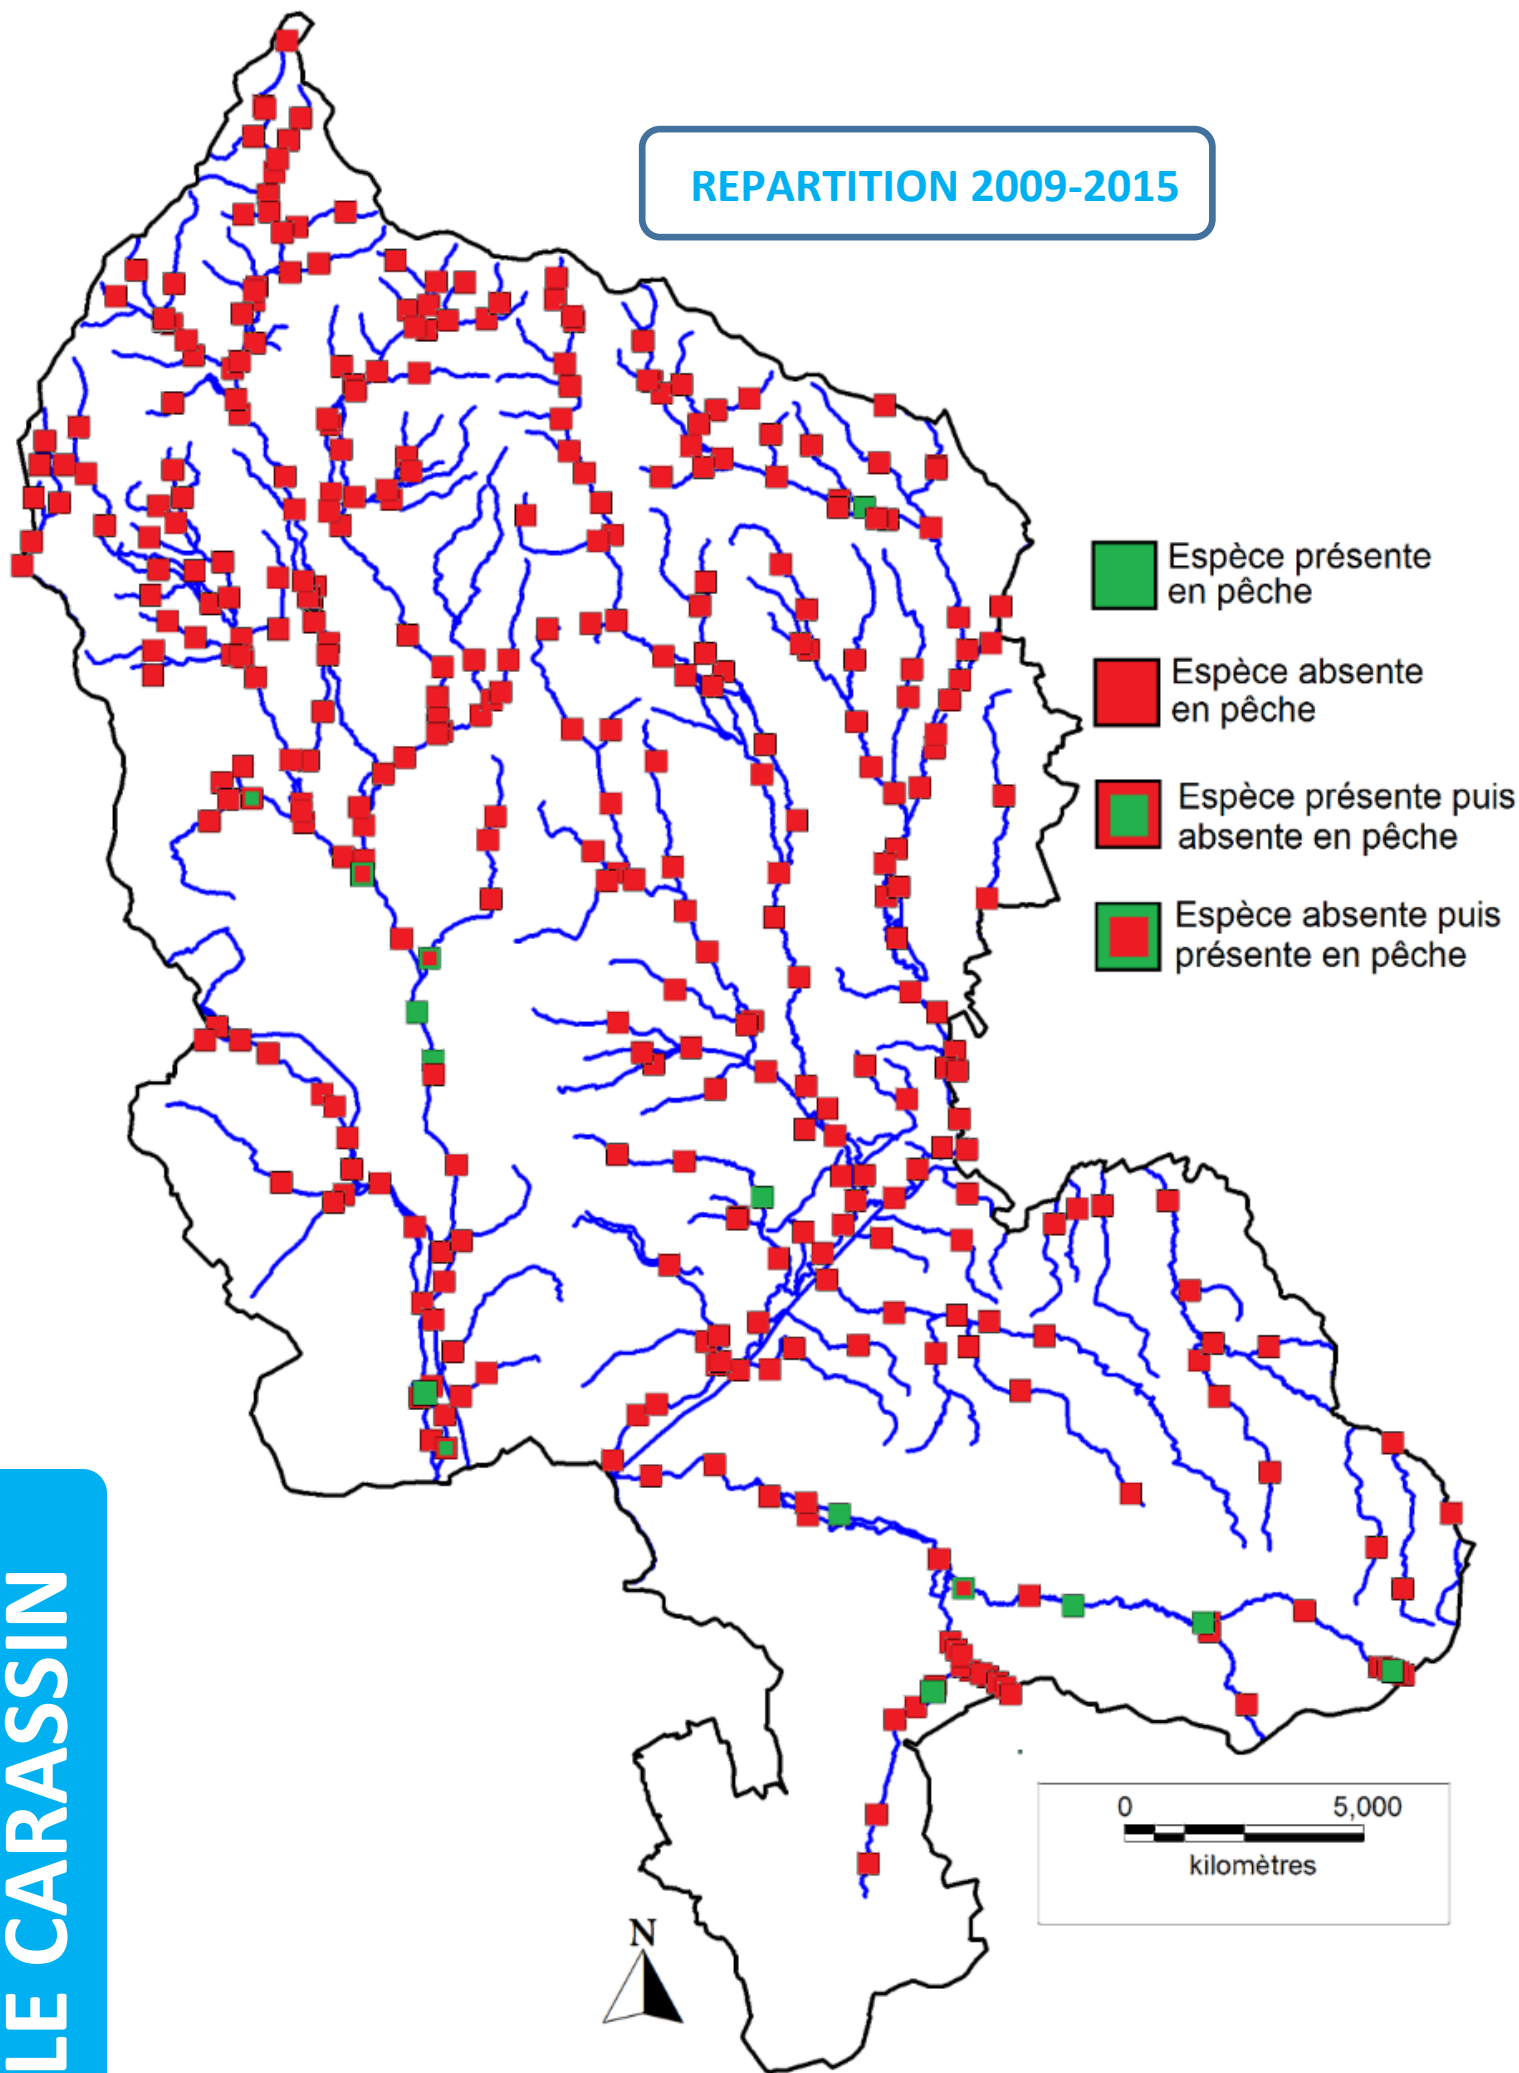 REPARTITION 2009-2015
Espèce présente
en pêche
Espèce absente
en pêche
Espèce présente puis
absente en pêche
Espèce absente puis
présente en pêche
LE CARASSIN
0 5,000
kilomètres
N